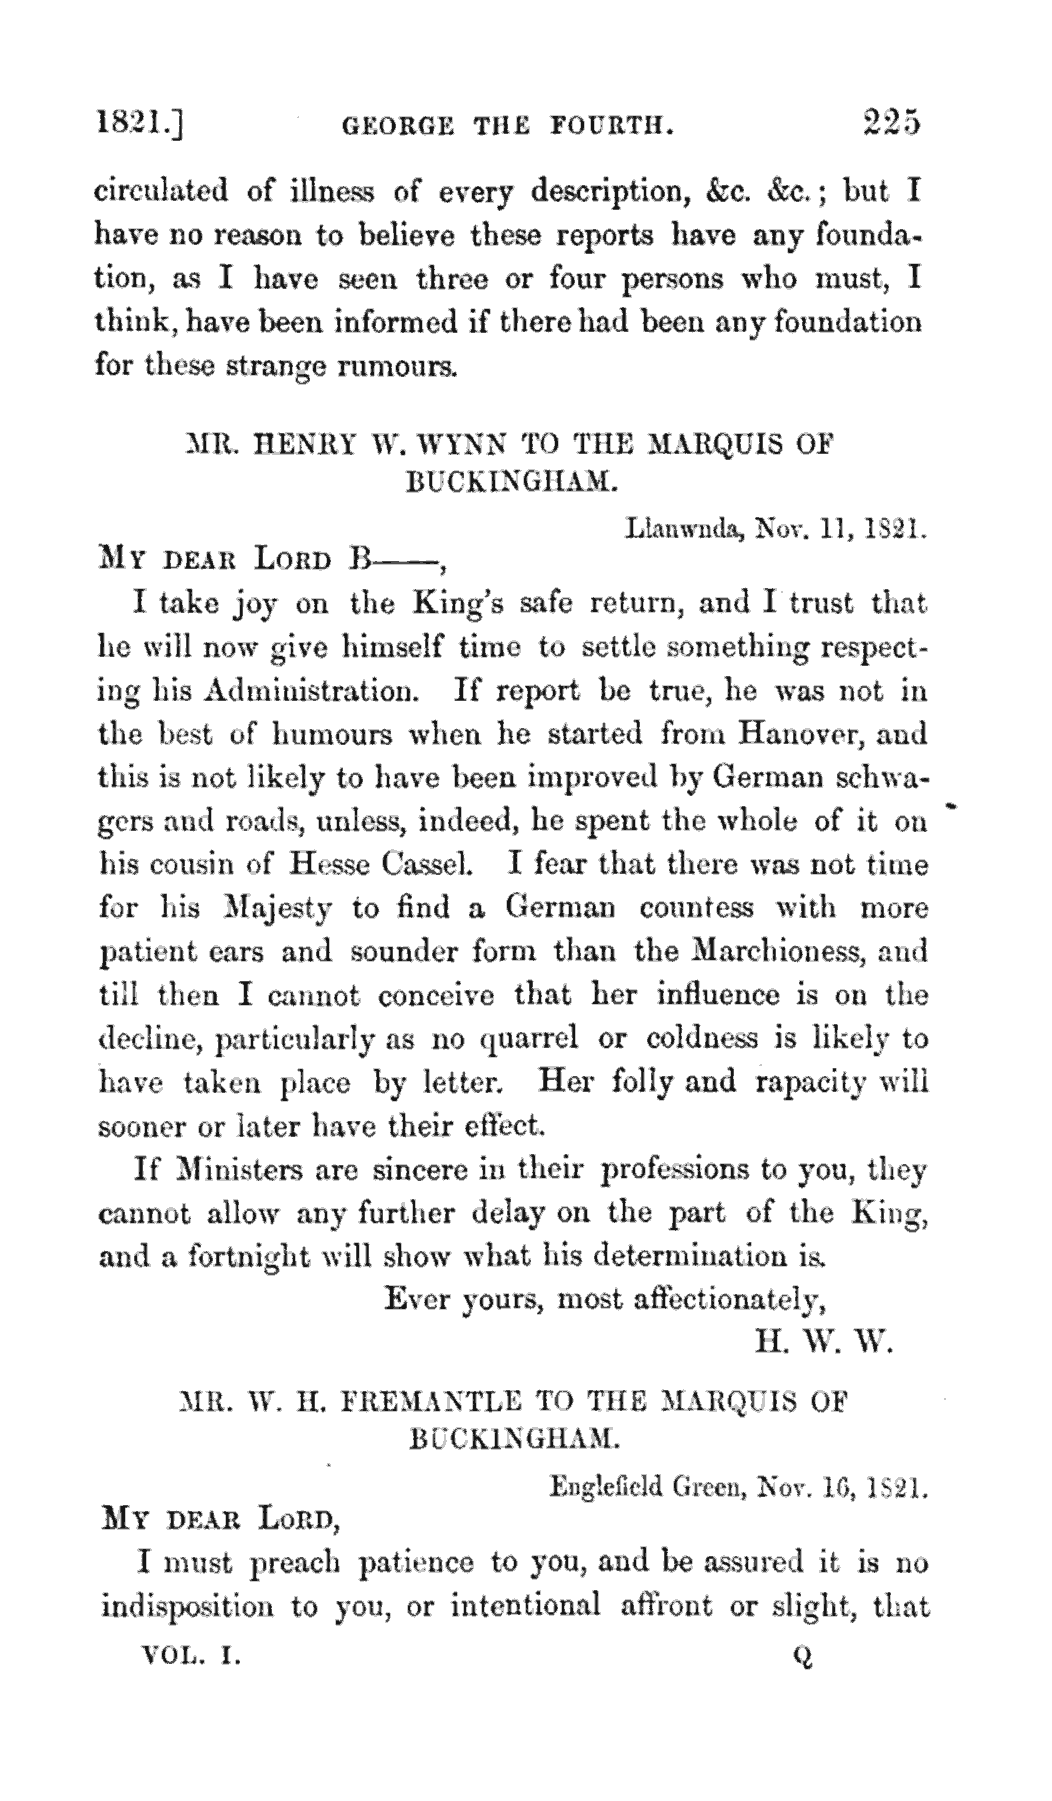 1821.] GEORGE THE FOURTH. 225
circulated of illness of every description, &c. &c.; but I
have no reason to believe these reports have any founda-
tion, as I have seen three or four persons who must, I
think, have been informed if there had been any foundation
for these strange rumours.
MR. HENRY W. WYNN TO THE MARQUIS OF
BUCKINGHAM.
Llanwnda, Nov. 11, 1821.
MY DEAR LORD B——,
I take joy on the King's safe return, and I trust that
he will now give himself time to settle something respect-
ing his Administration. If report be true, he was not in
the best of humours when he started from Hanover, and
this is not likely to have been improved by German schwa-
gers and roads, unless, indeed, he spent the whole of it on
his cousin of Hesse Cassel. I fear that there was not time
for his Majesty to find a German countess with more
patient ears and sounder form than the Marchioness, and
till then I cannot conceive that her influence is on the
decline, particularly as no quarrel or coldness is likely to
have taken place by letter. Her folly and rapacity will
sooner or later have their effect.
If Ministers are sincere in their professions to you, they
cannot allow any further delay on the part of the King,
and a fortnight will show what his determination is.
Ever yours, most affectionately,
H. W. W.
MR. W. H. FREMANTLE TO THE MARQUIS OF
BUCKINGHAM.
Englefield Green, Nov. 16, 1821.
MY DEAR LORD,
I must preach patience to you, and be assured it is no
indisposition to you, or intentional affront or slight, that
VOL. I. Q